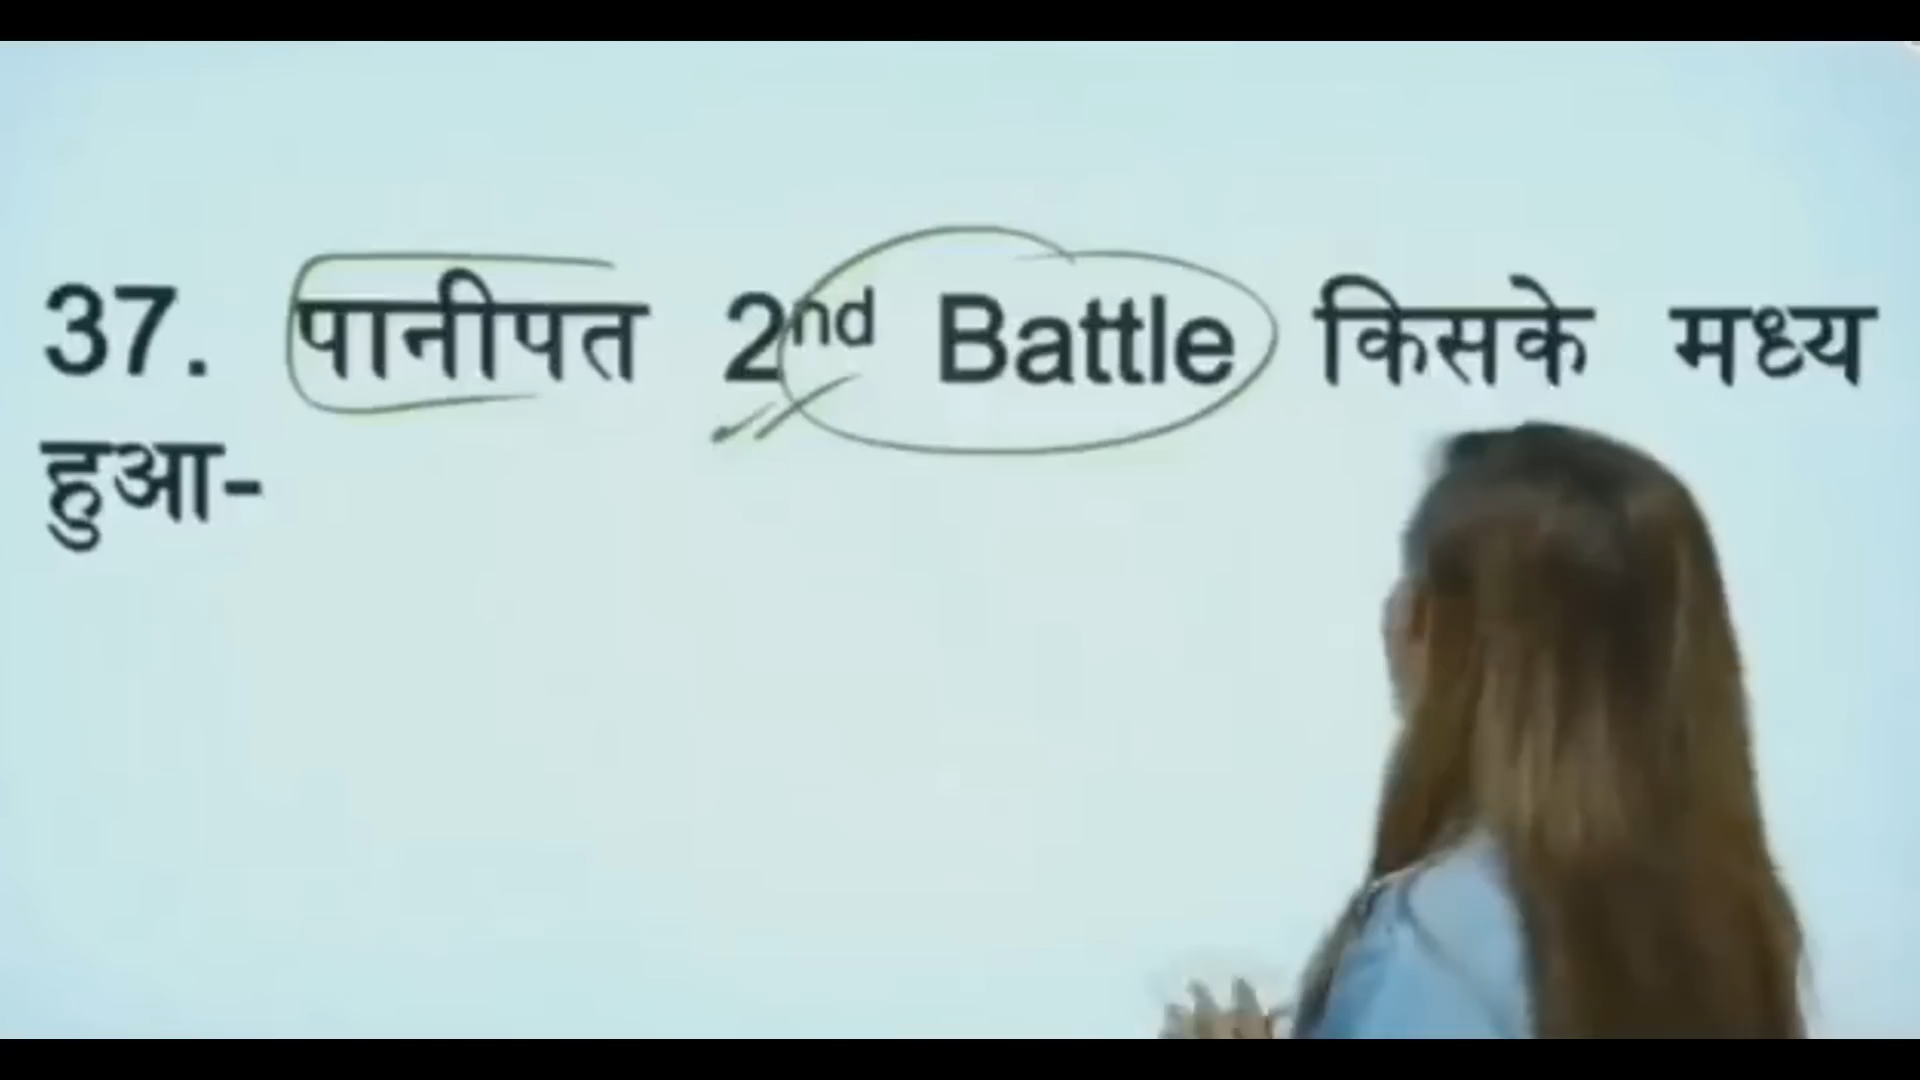 37. पानीपत 2nd Battle किसके मध्य
हुआ-